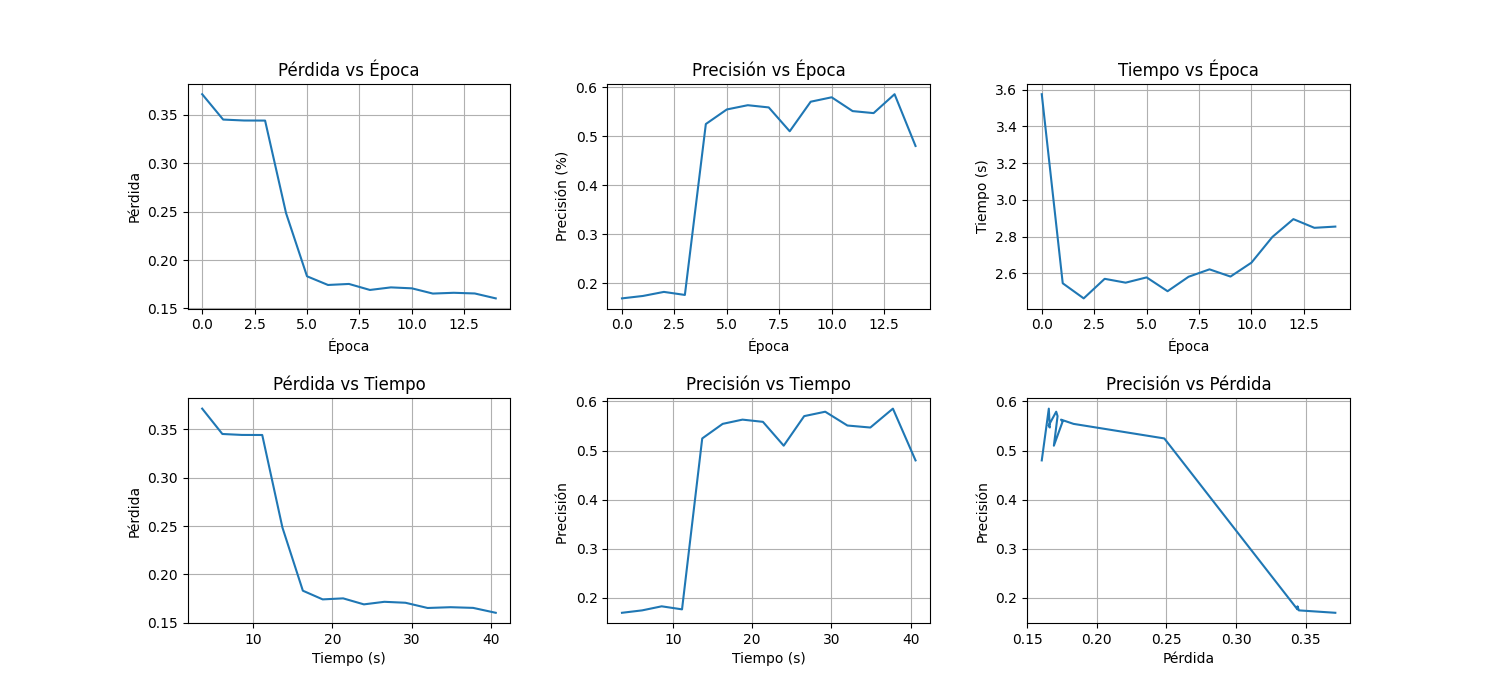 Pérdida vs Época
Pérdida
0.35
0.30
0.25
0.20
0.15
0.0 2.5 5.0 7.5 10.0 12.5
Época
Precisión vs Época
Precisión (%)
0.6
0.5
0.4
0.3
0.2
0.0 2.5 5.0 7.5 10.0 12.5
Época
Tiempo vs Época
Tiempo (s)
3.6
3.4
3.2
3.0
2.8
2.6
0.0 2.5 5.0 7.5 10.0 12.5
Época
Pérdida vs Tiempo
Pérdida
0.35
0.30
0.25
0.20
0.15
10 20 30 40
Tiempo (s)
Precisión vs Tiempo
Precisión
0.6
0.5
0.4
0.3
0.2
10 20 30 40
Tiempo (s)
Precisión vs Pérdida
Precisión
0.6
0.5
0.4
0.3
0.2
0.15 0.20 0.25 0.30 0.35
Pérdida